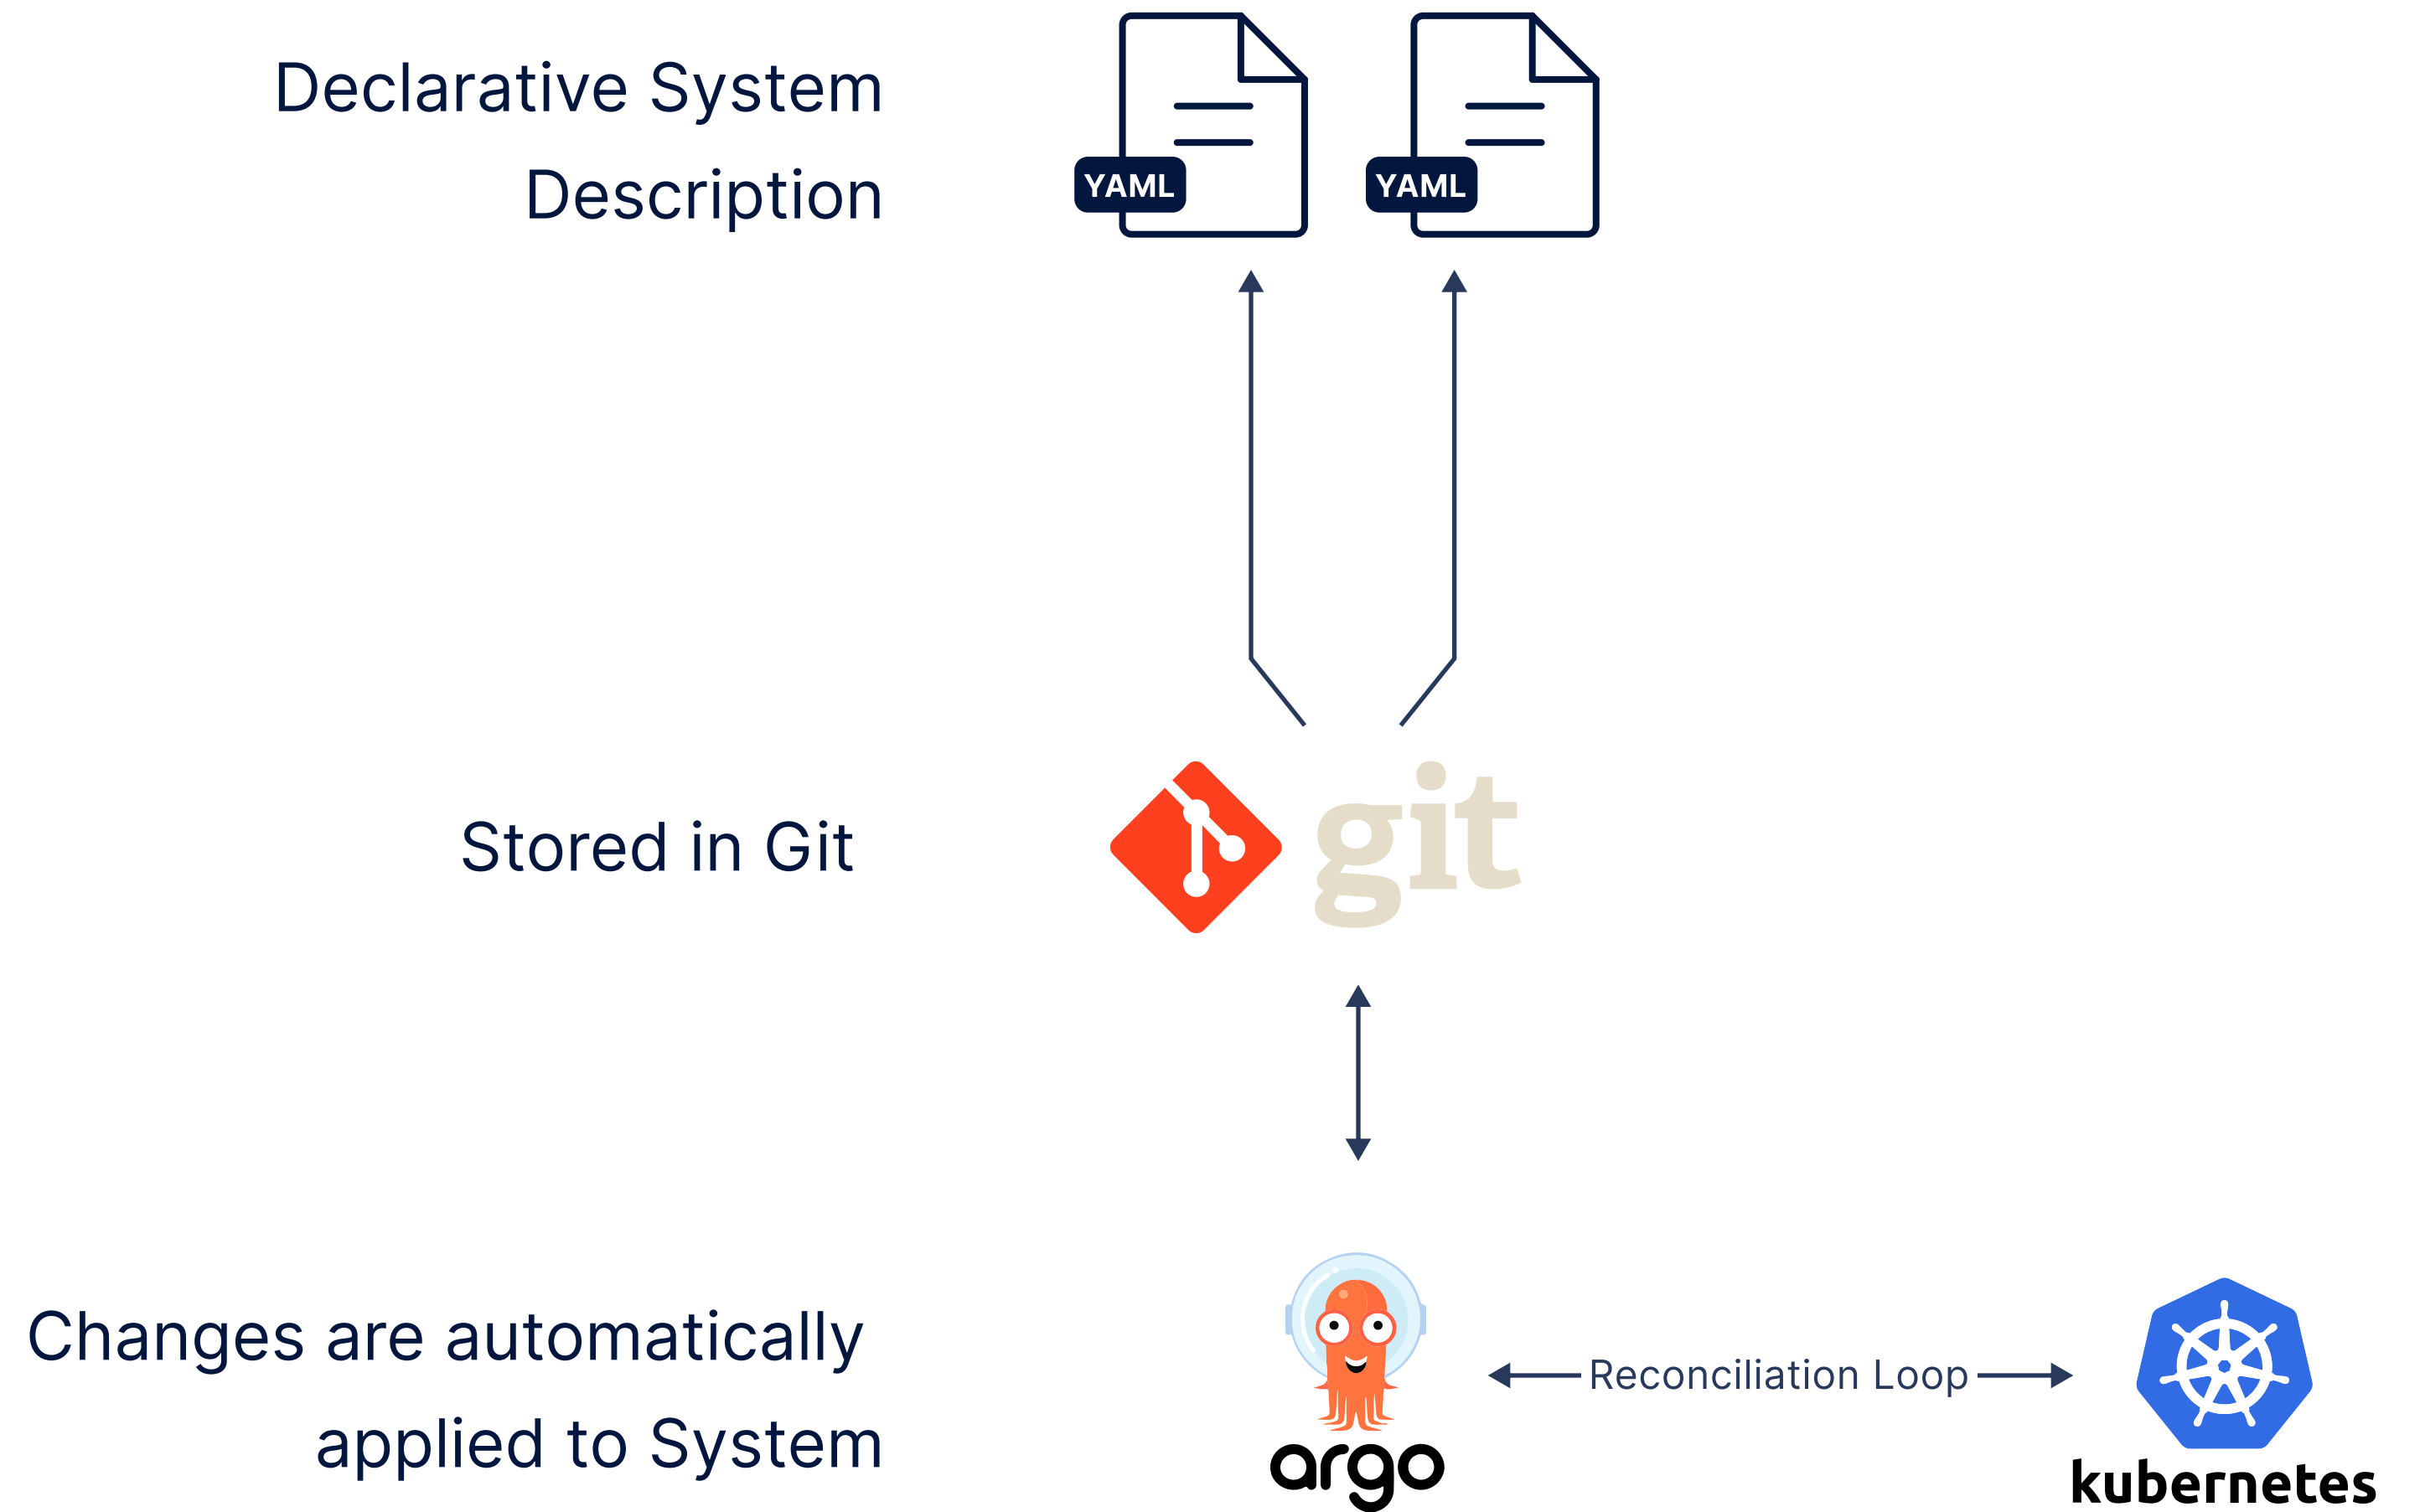 Declarative System
Description
YAML
YAML
Stored in Git
git
Changes are automatically
applied to System
argo
Reconciliation Loop
kubernetes